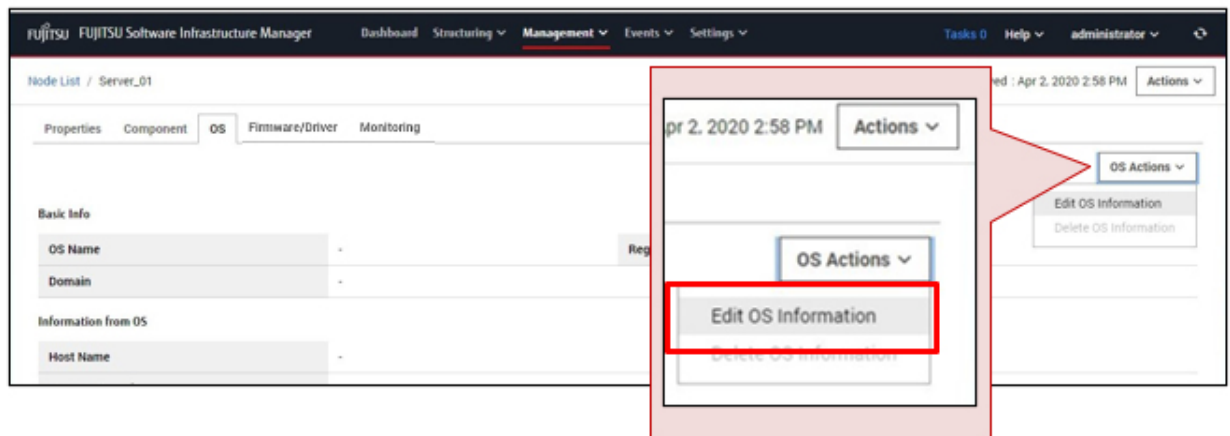 FUJITSU FUJITSU Software Infrastructure Manager Dashboard Structuring Management Events Settings Tasks 0 Help administrator
Node List / Server_01
ed : Apr 2, 2020 2:58 PM Actions
Properties Component OS Firmware/Driver Monitoring
OS Actions
Edit OS Information
Delete OS Information
Basic Info
OS Name - Reg
Domain -
Information from OS
Host Name -
pr 2, 2020 2:58 PM Actions
OS Actions
Edit OS Information
Delete OS Information